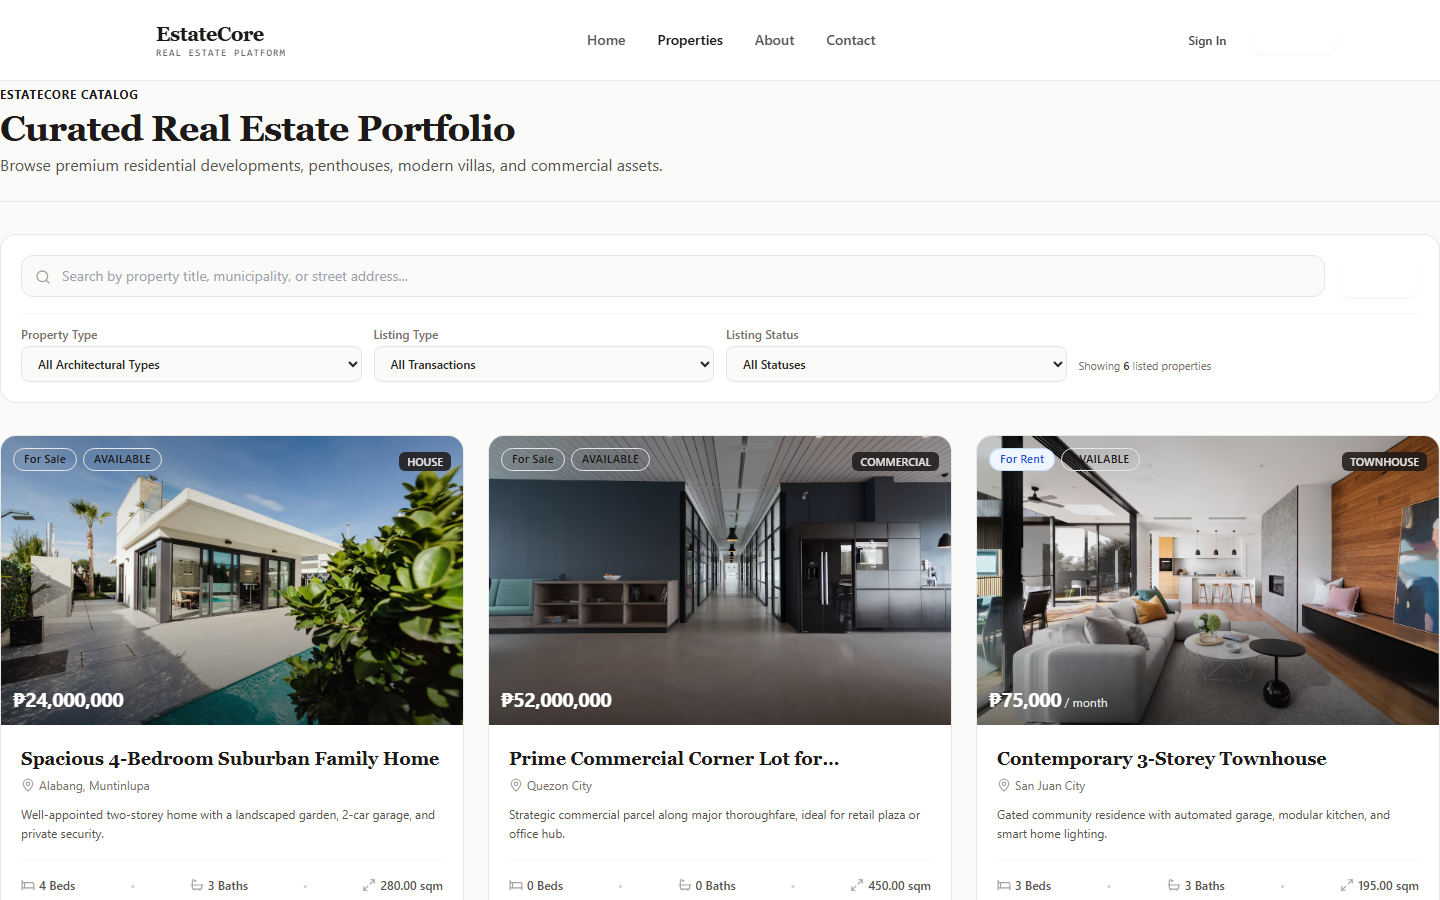 EstateCore
REAL ESTATE PLATFORM
Home
Properties
About
Contact
Sign In
ESTATECORE CATALOG
Curated Real Estate Portfolio
Browse premium residential developments, penthouses, modern villas, and commercial assets.
Search by property title, municipality, or street address...
Property Type
Listing Type
Listing Status
All Architectural Types
All Transactions
All Statuses
Showing 6 listed properties
For Sale
AVAILABLE
HOUSE
₱24,000,000
Spacious 4-Bedroom Suburban Family Home
Alabang, Muntinlupa
Well-appointed two-storey home with a landscaped garden, 2-car garage, and
private security.
4 Beds
3 Baths
280.00 sqm
For Sale
AVAILABLE
COMMERCIAL
₱52,000,000
Prime Commercial Corner Lot for...
Quezon City
Strategic commercial parcel along major thoroughfare, ideal for retail plaza or
office hub.
0 Beds
0 Baths
450.00 sqm
For Rent
AVAILABLE
TOWNHOUSE
₱75,000 / month
Contemporary 3-Storey Townhouse
San Juan City
Gated community residence with automated garage, modular kitchen, and
smart home lighting.
3 Beds
3 Baths
195.00 sqm